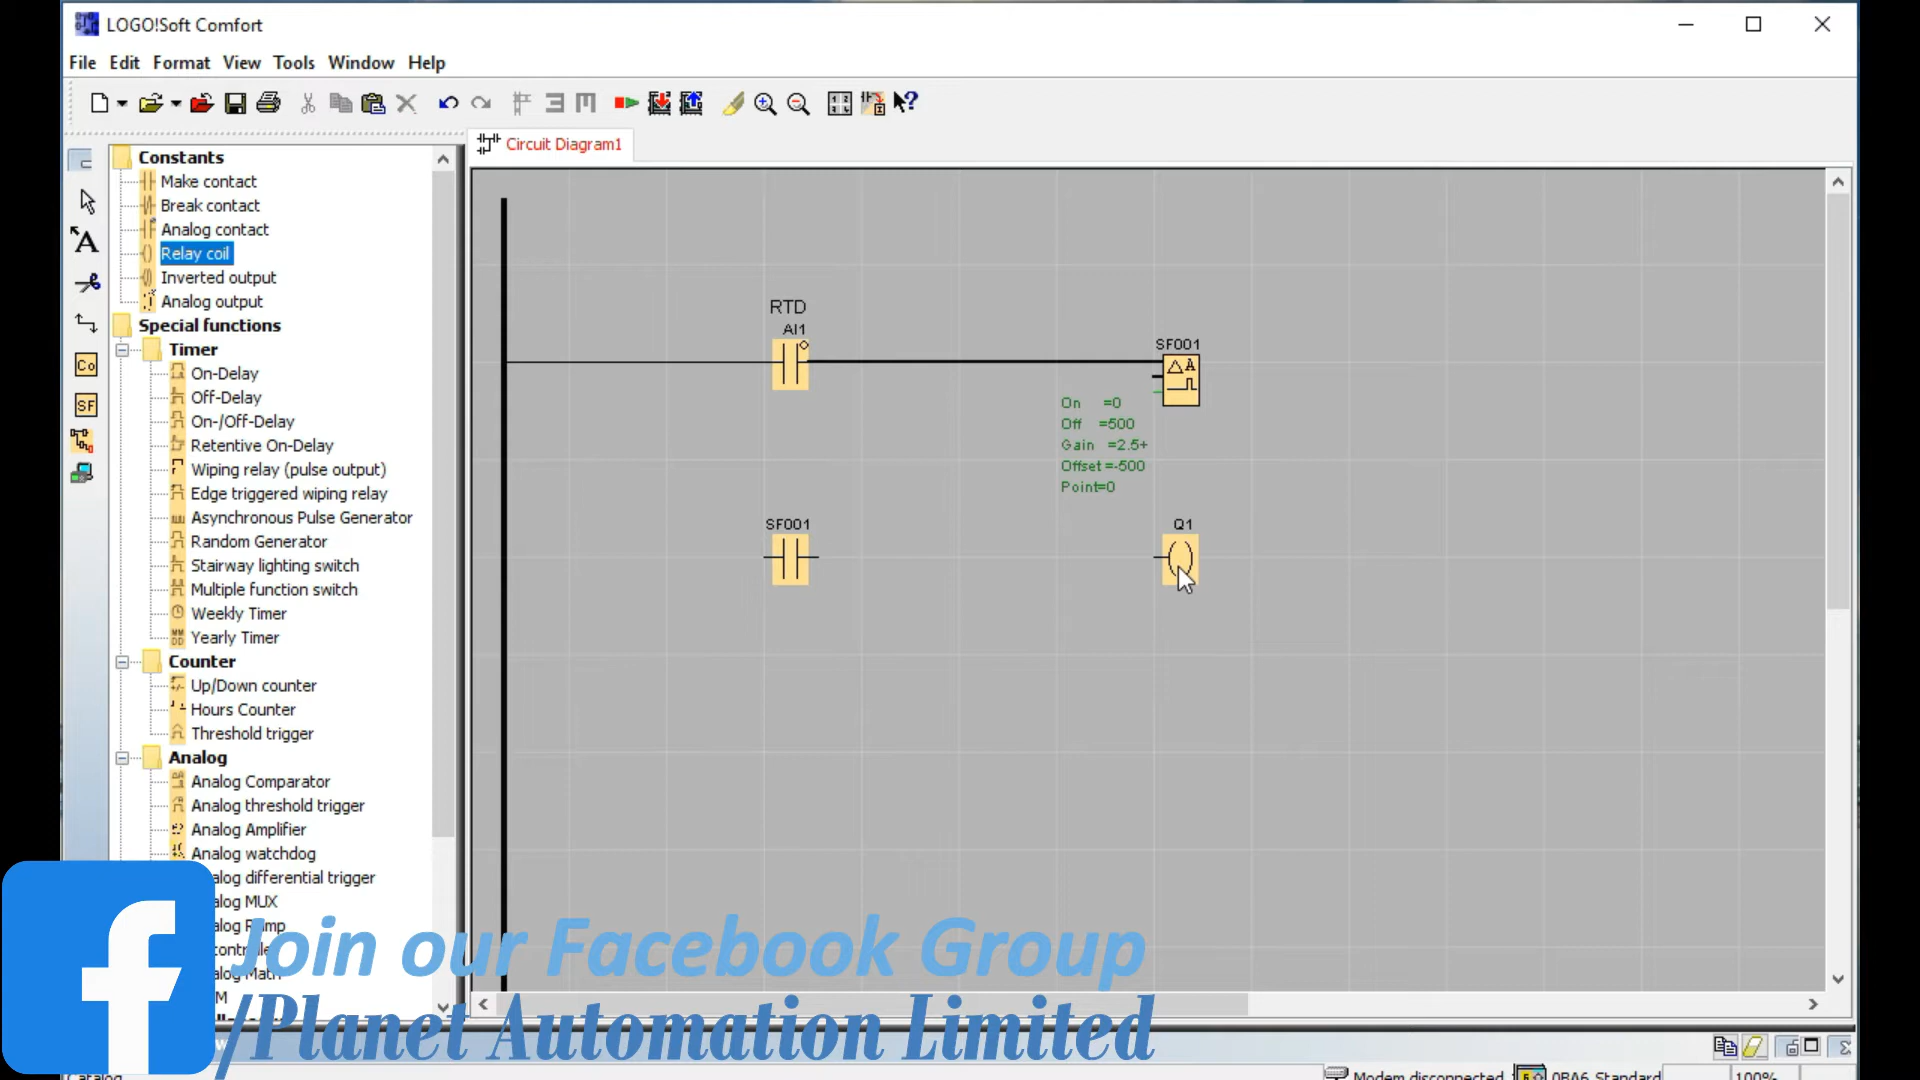 LOGO!Soft Comfort
File Edit Format View Tools Window Help
Circuit Diagram1
Constants
Make contact
Break contact
Analog contact
Relay coil
Inverted output
Analog output
Special functions
Timer
On-Delay
Off-Delay
On-/Off-Delay
Retentive On-Delay
Wiping relay (pulse output)
Edge triggered wiping relay
Asynchronous Pulse Generator
Random Generator
Stairway lighting switch
Multiple function switch
Weekly Timer
Yearly Timer
Counter
Up/Down counter
Hours Counter
Threshold trigger
Analog
Analog Comparator
Analog threshold trigger
Analog Amplifier
Analog watchdog
alog differential trigger
alog MUX
Co
SF
RTD
AI1
SF001
On =0
Off =500
Gain =2.5+
Offset =-500
Point=0
SF001
Q1
Join our Facebook Group
/Planet Automation Limited
Modem disconnected
0BA6 Standard
100%